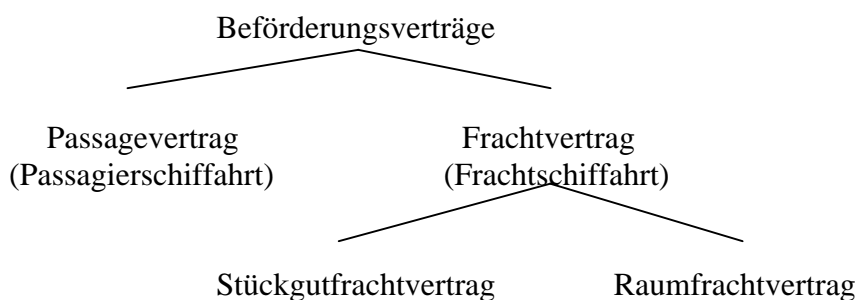 Beförderungsverträge
Passagevertrag Frachtvertrag
(Passagierschiffahrt) (Frachtschiffahrt)
Stückgutfrachtvertrag Raumfrachtvertrag